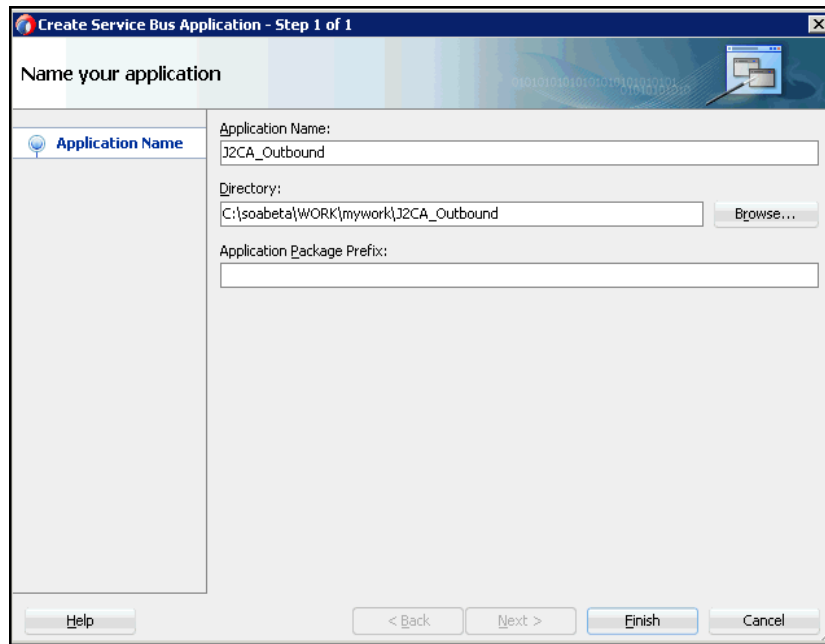 Create Service Bus Application - Step 1 of 1
Name your application
Application Name
Application Name:
J2CA_Outbound
Directory:
C:\soabeta\WORK\mywork\J2CA_Outbound
Browse...
Application Package Prefix:
Help
< Back
Next >
Finish
Cancel